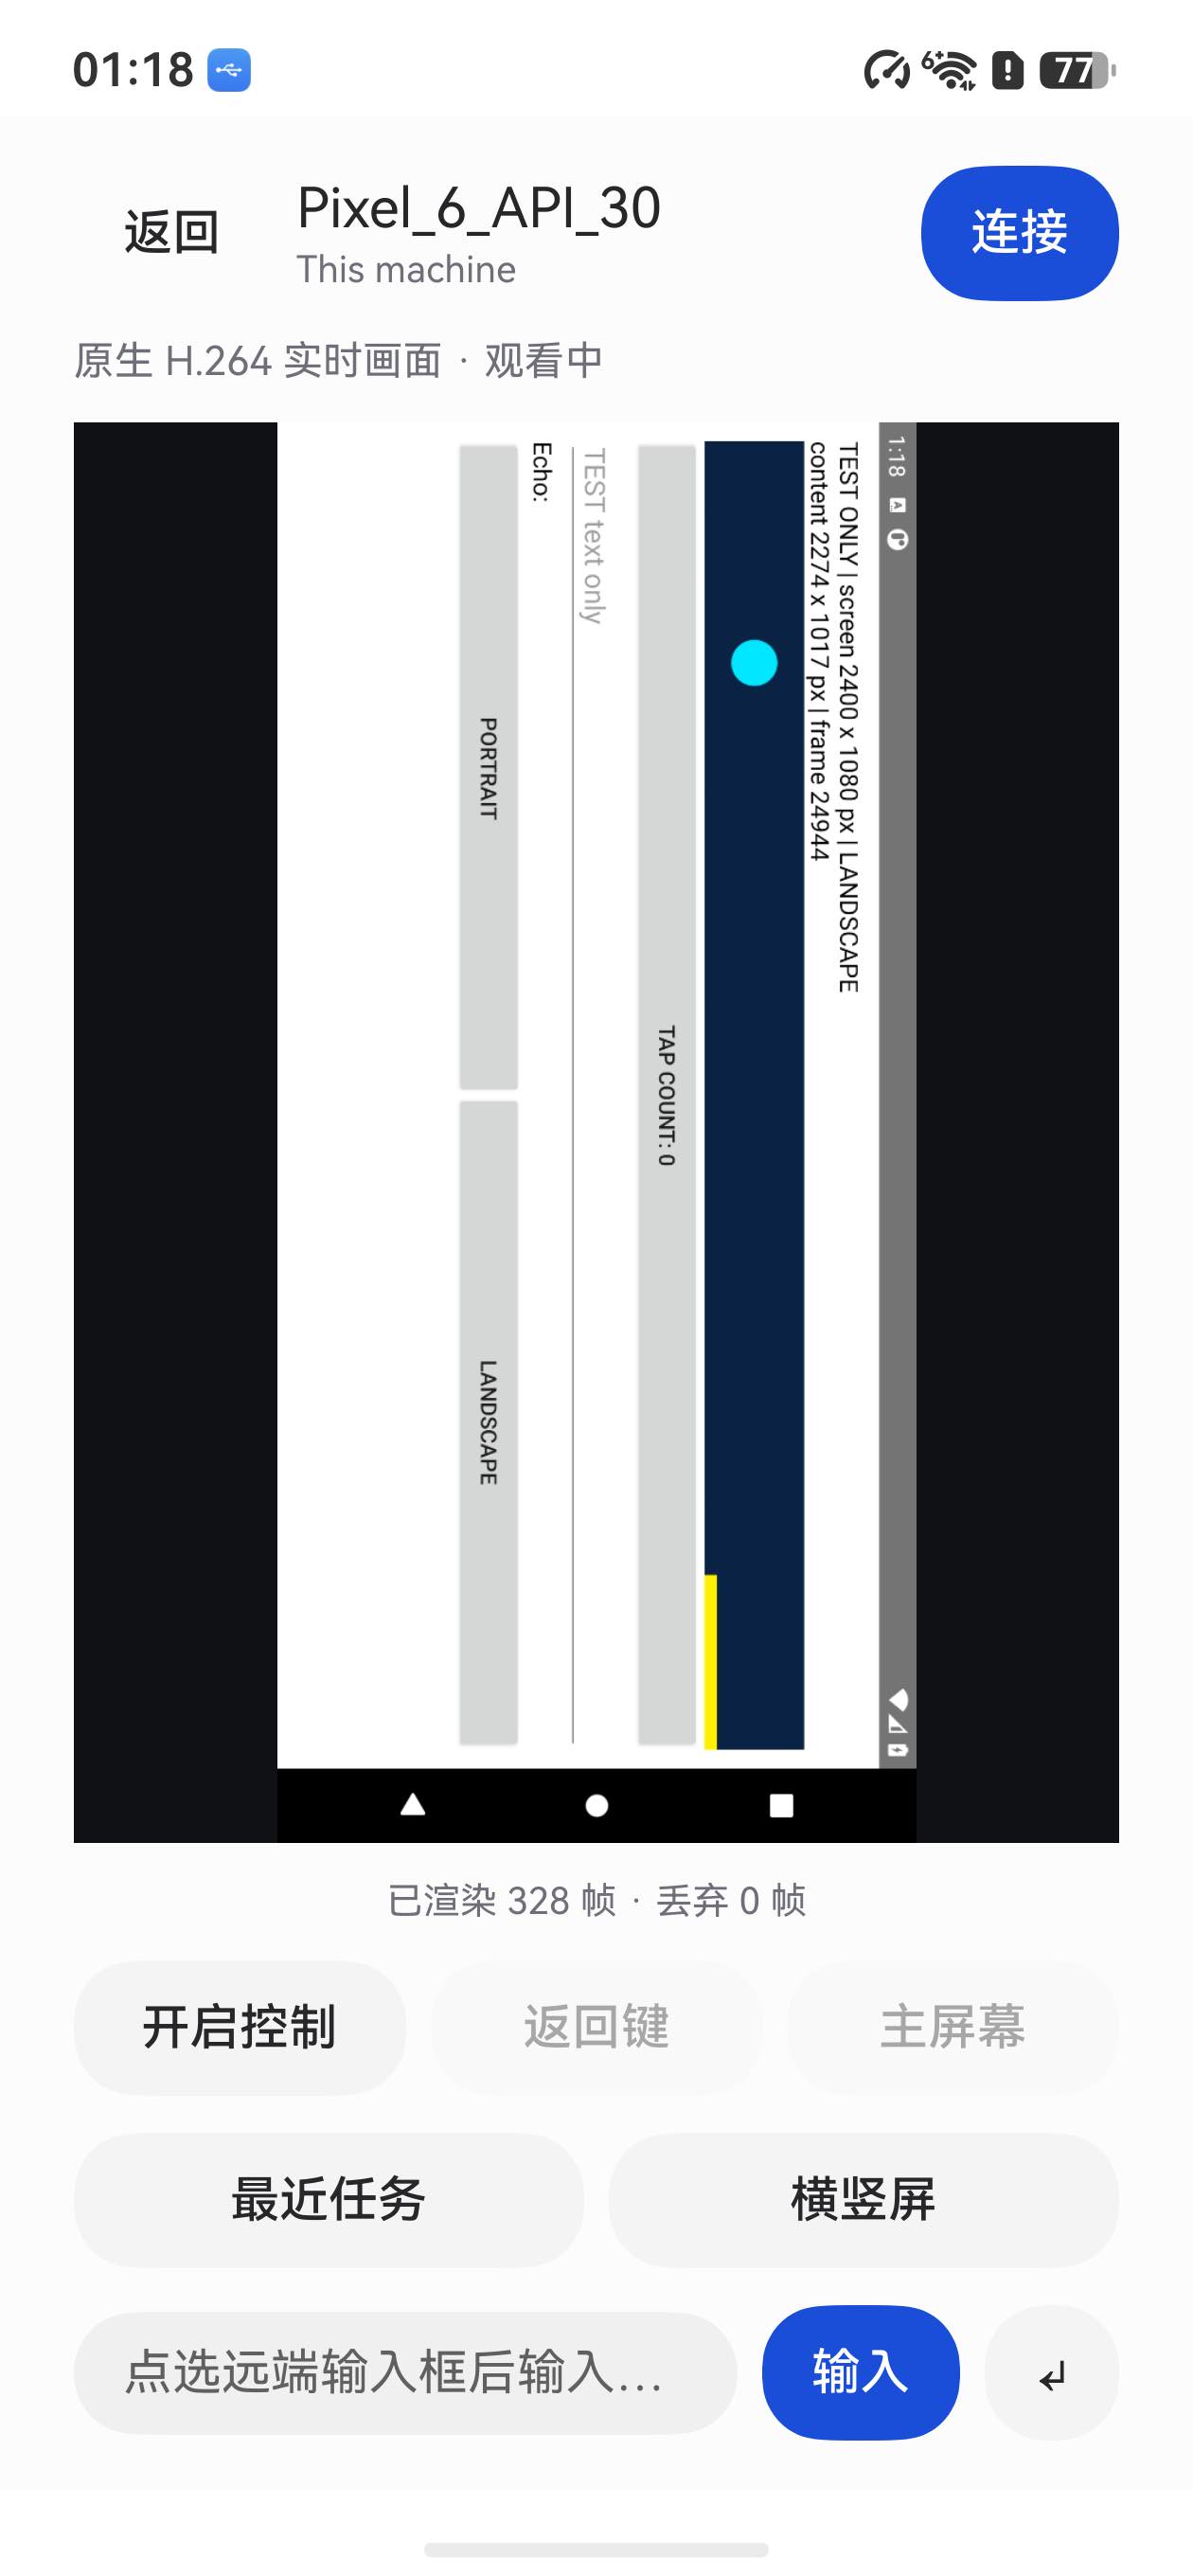 01:18
6+
77
返回
Pixel_6_API_30
This machine
连接
原生 H.264 实时画面 · 观看中
1:18
TEST ONLY | screen 2400 x 1080 px | LANDSCAPE
content 2274 x 1017 px | frame 24944
TAP COUNT: 0
TEST text only
Echo:
PORTRAIT
LANDSCAPE
已渲染 328 帧 · 丢弃 0 帧
开启控制
返回键
主屏幕
最近任务
横竖屏
点选远端输入框后输入...
输入